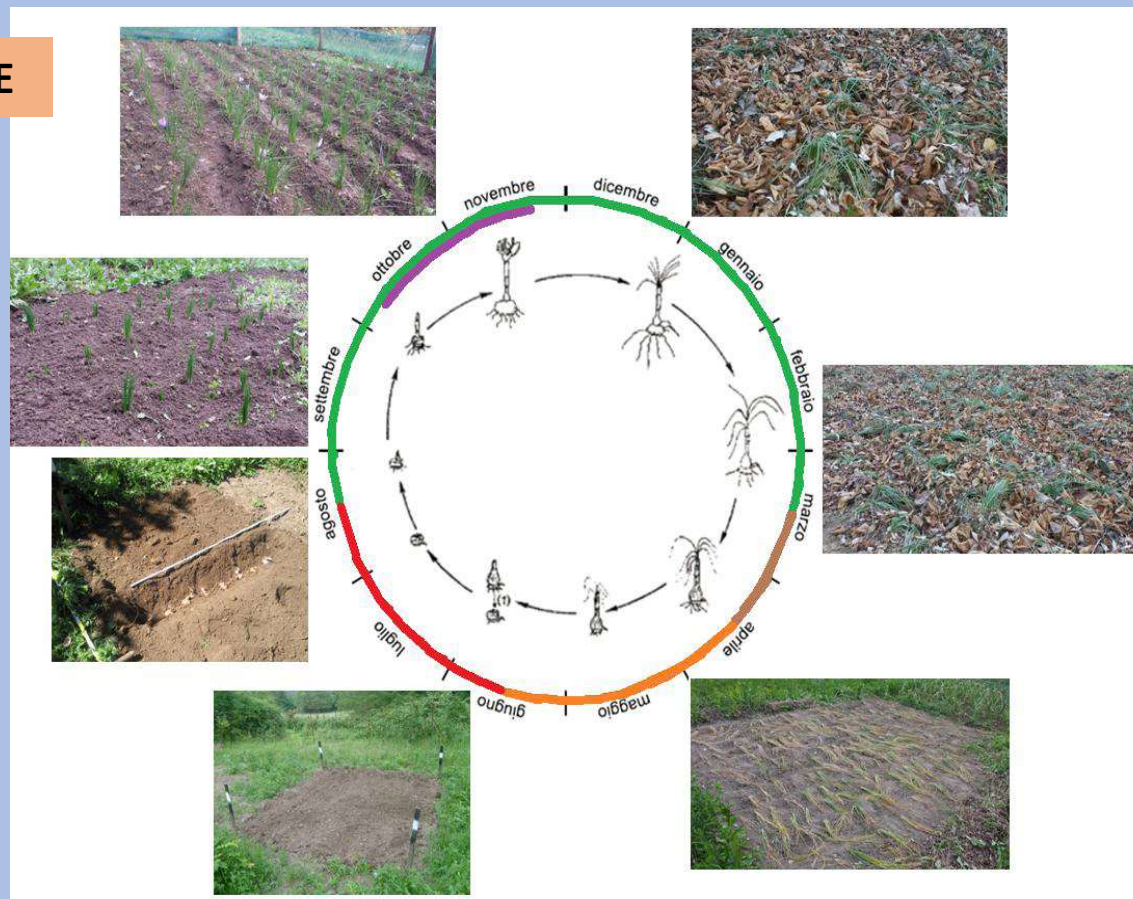 E
novembre
dicembre
ottobre
gennaio
settembre
febbraio
agosto
marzo
luglio
aprile
giugno
maggio
(?)